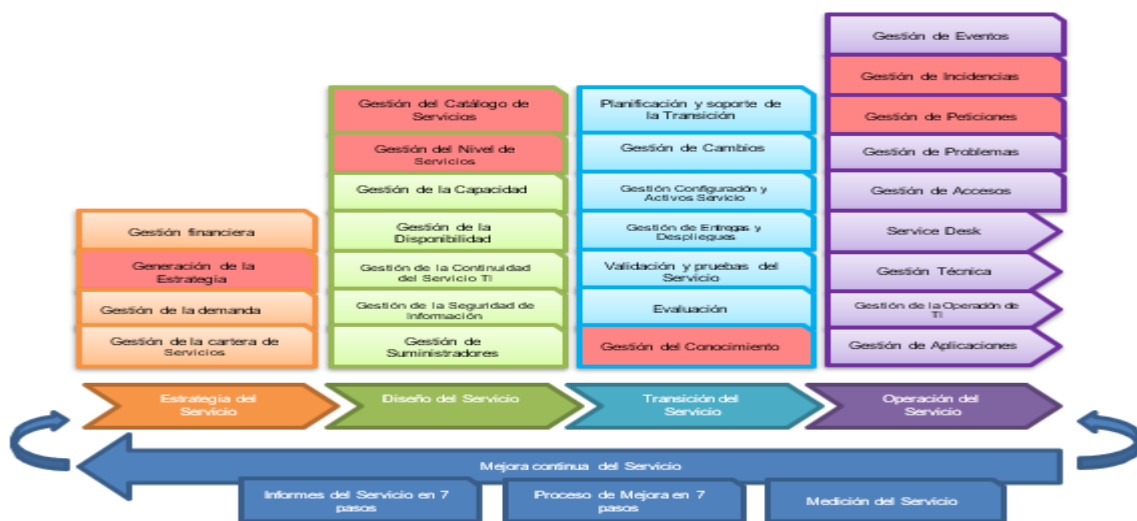 Gestión financiera
Generación de la
Estrategia
Gestión de la demanda
Gestión de la cartera de
Servicios
Gestión del Catálogo de
Servicios
Gestión del Nivel de
Servicios
Gestión de la Capacidad
Gestión de la
Disponibilidad
Gestión de la Continuidad
del Servicio TI
Gestión de la Seguridad de
Información
Gestión de
Suministradores
Planificación y soporte de
la Transición
Gestión de Cambios
Gestión Configuración y
Activos Servicio
Gestión de Entregas y
Despliegues
Validación y pruebas del
Servicio
Evaluación
Gestión del Conocimiento
Gestión de Eventos
Gestión de Incidencias
Gestión de Peticiones
Gestión de Problemas
Gestión de Accesos
Service Desk
Gestión Técnica
Gestión de la Operación de
TI
Gestión de Aplicaciones
Estrategia del
Servicio
Diseño del Servicio
Transición del
Servicio
Operación del
Servicio
Mejora continua del Servicio
Informes del Servicio en 7
pasos
Proceso de Mejora en 7
pasos
Medición del Servicio